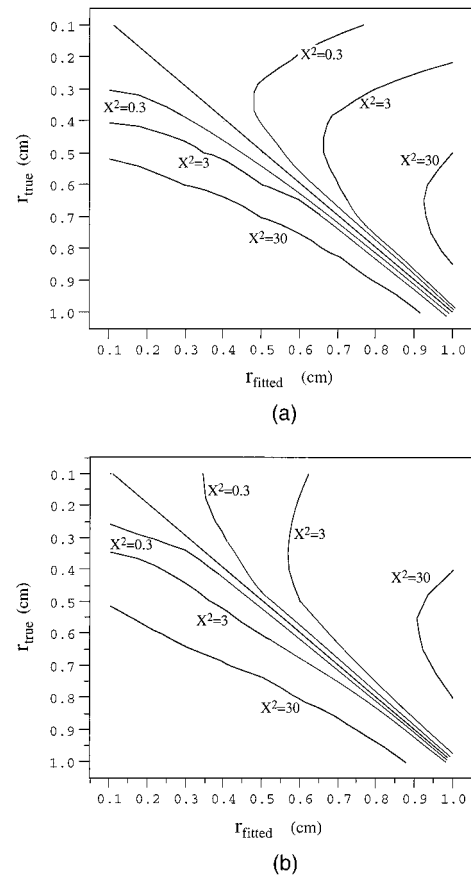 0.1
0.2
0.3
0.4
0.5
0.6
0.7
0.8
0.9
1.0
r_true (cm)
X²=0.3
X²=3
X²=30
X²=0.3
X²=3
X²=30
0.1 0.2 0.3 0.4 0.5 0.6 0.7 0.8 0.9 1.0
r_fitted (cm)
(a)
0.1
0.2
0.3
0.4
0.5
0.6
0.7
0.8
0.9
1.0
r_true (cm)
X²=0.3
X²=3
X²=30
X²=0.3
X²=3
X²=30
0.1 0.2 0.3 0.4 0.5 0.6 0.7 0.8 0.9 1.0
r_fitted (cm)
(b)